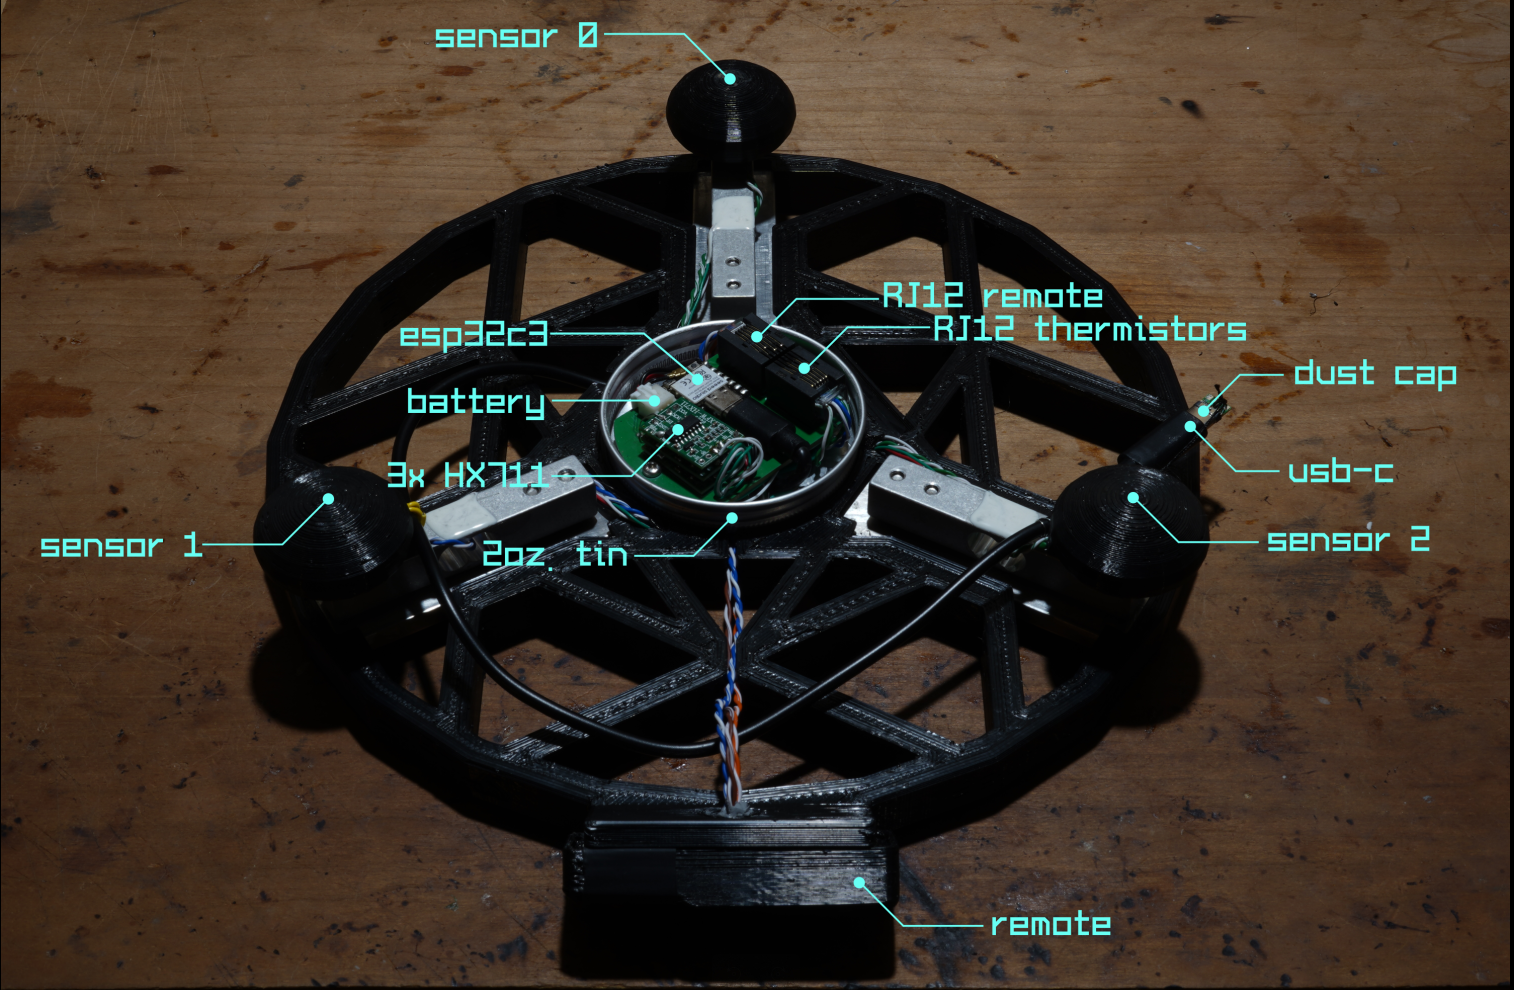 sensor 0
RJ12 remote
esp32c3
RJ12 thermistors
dust cap
battery
3x HX711
usb-c
sensor 1
2oz. tin
sensor 2
remote